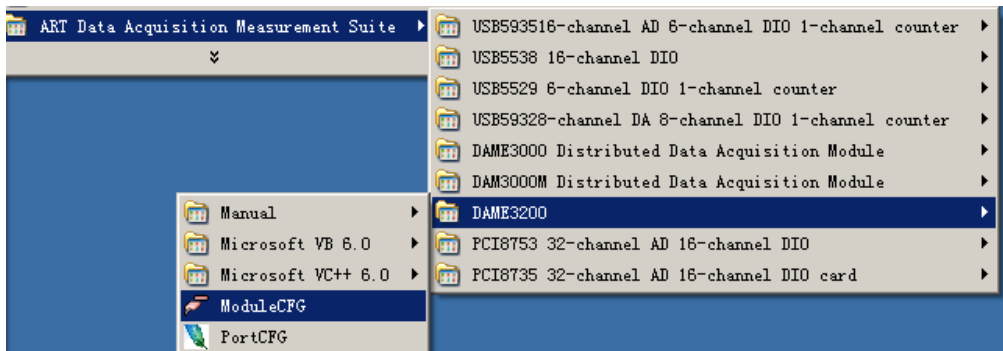 ART Data Acquisition Measurement Suite
USB593516-channel AD 6-channel DIO 1-channel counter
USB5538 16-channel DIO
USB5529 6-channel DIO 1-channel counter
USB59328-channel DA 8-channel DIO 1-channel counter
DAME3000 Distributed Data Acquisition Module
DAM3000M Distributed Data Acquisition Module
DAME3200
PCI8753 32-channel AD 16-channel DIO
PCI8735 32-channel AD 16-channel DIO card
Manual
Microsoft VB 6.0
Microsoft VC++ 6.0
ModuleCFG
PortCFG